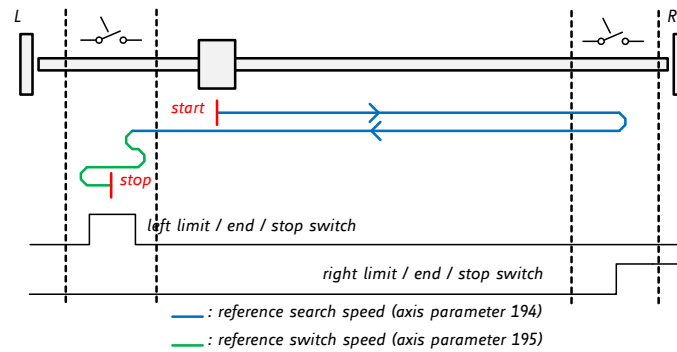 L
R
start
stop
left limit / end / stop switch
right limit / end / stop switch
: reference search speed (axis parameter 194)
: reference switch speed (axis parameter 195)